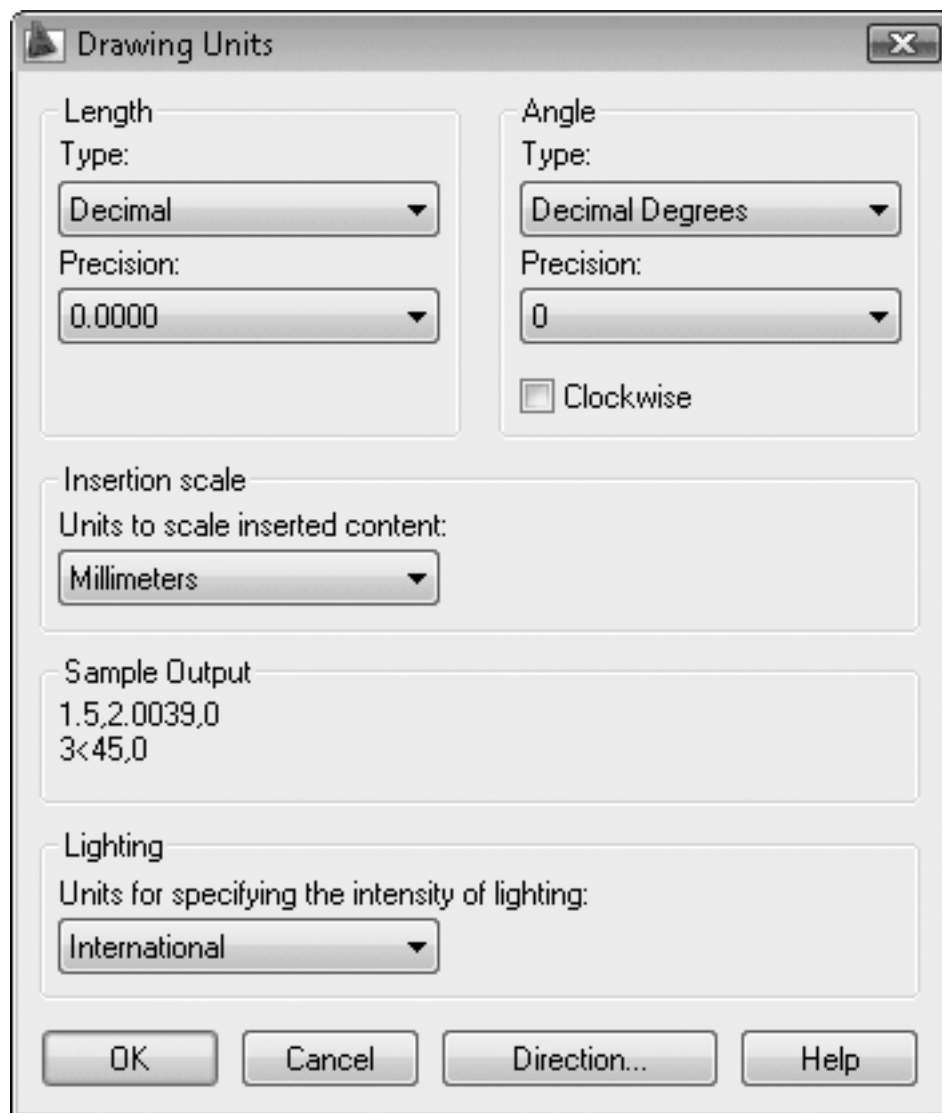 Drawing Units
Length
Type:
Decimal
Precision:
0.0000
Angle
Type:
Decimal Degrees
Precision:
0
Clockwise
Insertion scale
Units to scale inserted content:
Millimeters
Sample Output
1.5,2.0039,0
3<45,0
Lighting
Units for specifying the intensity of lighting:
International
OK
Cancel
Direction...
Help